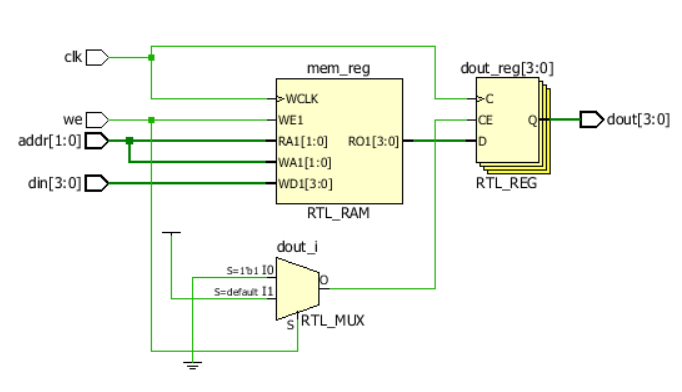 clk
mem_reg
dout_reg[3:0]
WCLK
C
we
WE1
CE
dout[3:0]
addr[1:0]
RA1[1:0]
RO1[3:0]
D
Q
WA1[1:0]
din[3:0]
WD1[3:0]
RTL_REG
RTL_RAM
dout_i
S=1'b1 I0
S=default I1
O
S
RTL_MUX